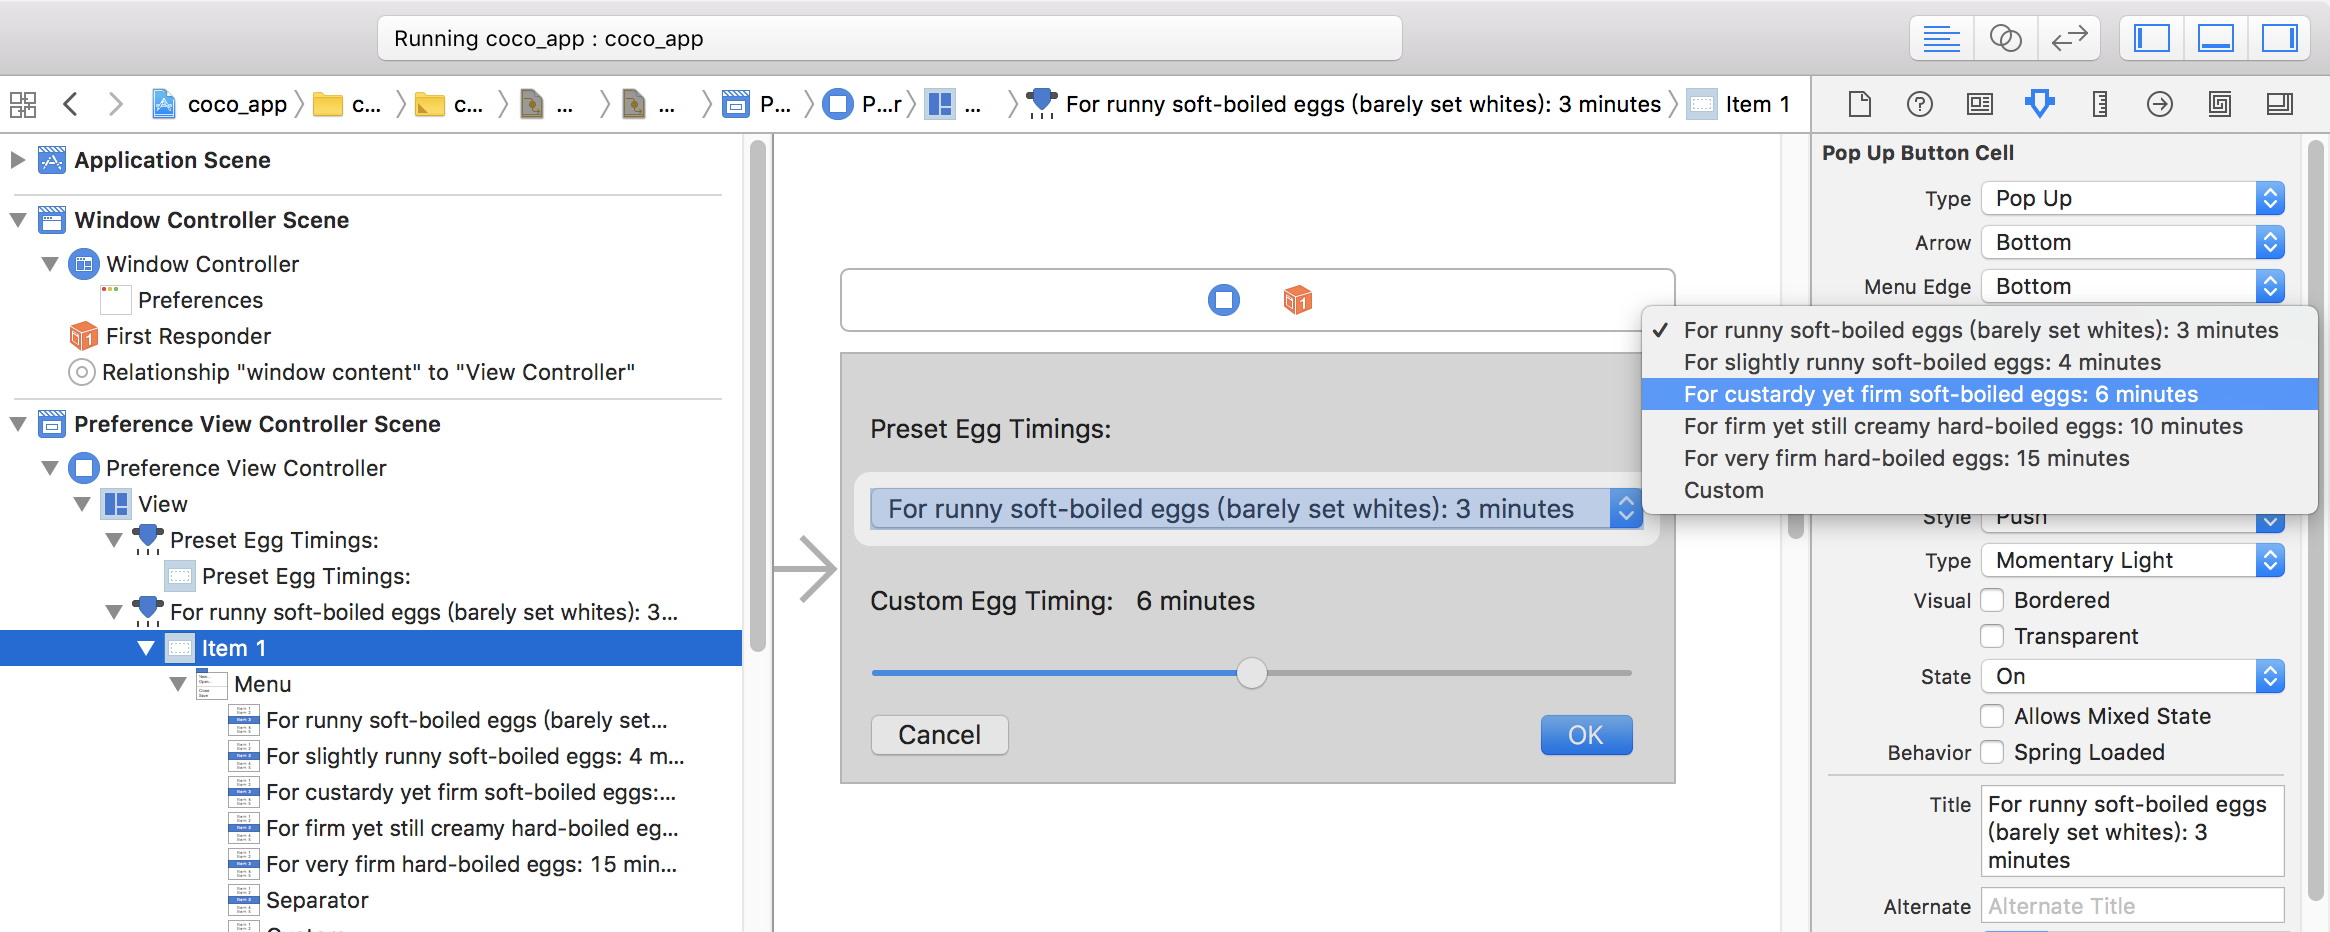 Running coco_app : coco_app
coco_app c... c... ... ... P... P...r ... For runny soft-boiled eggs (barely set whites): 3 minutes Item 1
Application Scene
Window Controller Scene
Window Controller
Preferences
First Responder
Relationship "window content" to "View Controller"
Preference View Controller Scene
Preference View Controller
View
Preset Egg Timings:
Preset Egg Timings:
For runny soft-boiled eggs (barely set whites): 3...
Item 1
Menu
For runny soft-boiled eggs (barely set...
For slightly runny soft-boiled eggs: 4 m...
For custardy yet firm soft-boiled eggs:...
For firm yet still creamy hard-boiled eg...
For very firm hard-boiled eggs: 15 min...
Separator
Preset Egg Timings:
For runny soft-boiled eggs (barely set whites): 3 minutes
Custom Egg Timing: 6 minutes
Cancel
OK
Pop Up Button Cell
Type Pop Up
Arrow Bottom
Menu Edge Bottom
For runny soft-boiled eggs (barely set whites): 3 minutes
For slightly runny soft-boiled eggs: 4 minutes
For custardy yet firm soft-boiled eggs: 6 minutes
For firm yet still creamy hard-boiled eggs: 10 minutes
For very firm hard-boiled eggs: 15 minutes
Custom
Style Push
Type Momentary Light
Visual Bordered
Transparent
State On
Allows Mixed State
Behavior Spring Loaded
Title For runny soft-boiled eggs
(barely set whites): 3
minutes
Alternate Alternate Title